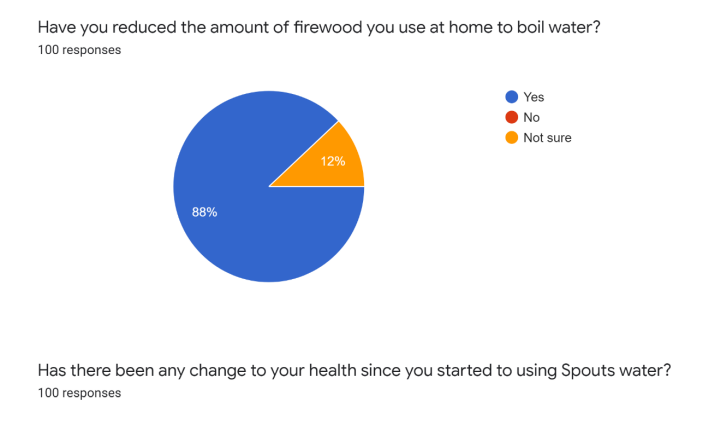 Have you reduced the amount of firewood you use at home to boil water?
100 responses
Yes
No
Not sure
12%
88%
Has there been any change to your health since you started to using Spouts water?
100 responses